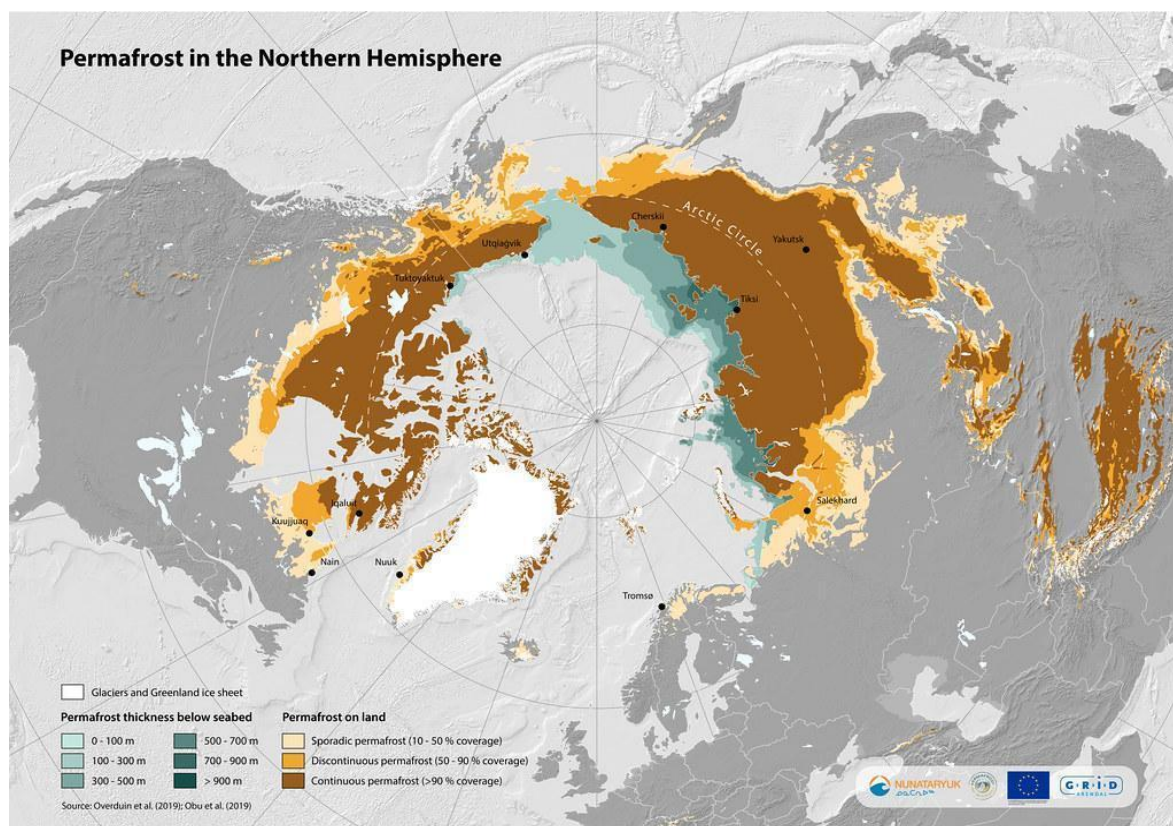 Permafrost in the Northern Hemisphere
Arctic Circle
Cherskii
Yakutsk
Utqiaġvik
Tuktoyaktuk
Tiksi
Iqaluit
Kuujjuaq
Nain
Nuuk
Salekhard
Tromsø
Glaciers and Greenland ice sheet
Permafrost thickness below seabed
0 - 100 m
100 - 300 m
300 - 500 m
500 - 700 m
700 - 900 m
> 900 m
Permafrost on land
Sporadic permafrost (10 - 50 % coverage)
Discontinuous permafrost (50 - 90 % coverage)
Continuous permafrost (>90 % coverage)
Source: Overduin et al. (2019); Obu et al. (2019)
NUNATARYUK
GRID
ARENDAL